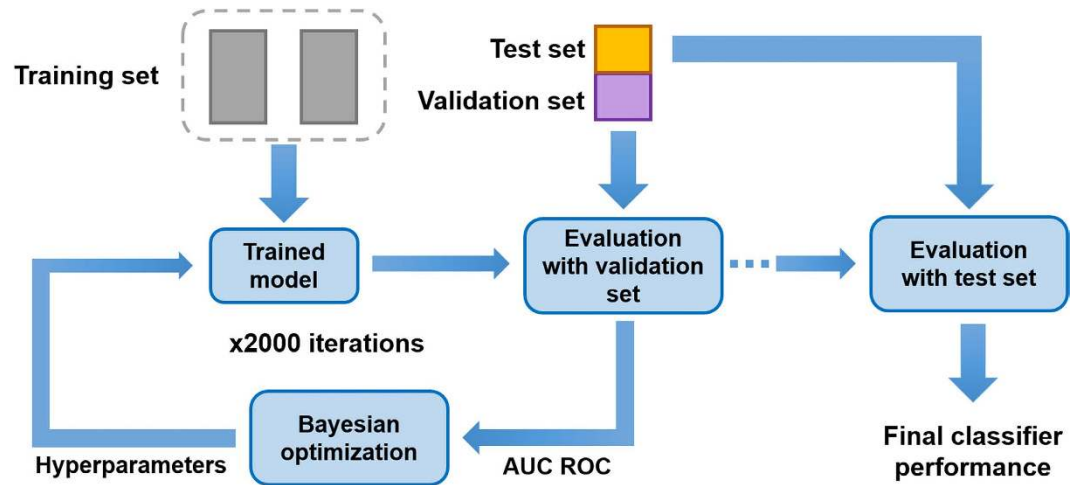 Training set
Test set
Validation set
Trained
model
Evaluation
with validation
set
Evaluation
with test set
x2000 iterations
Bayesian
optimization
Hyperparameters
AUC ROC
Final classifier
performance